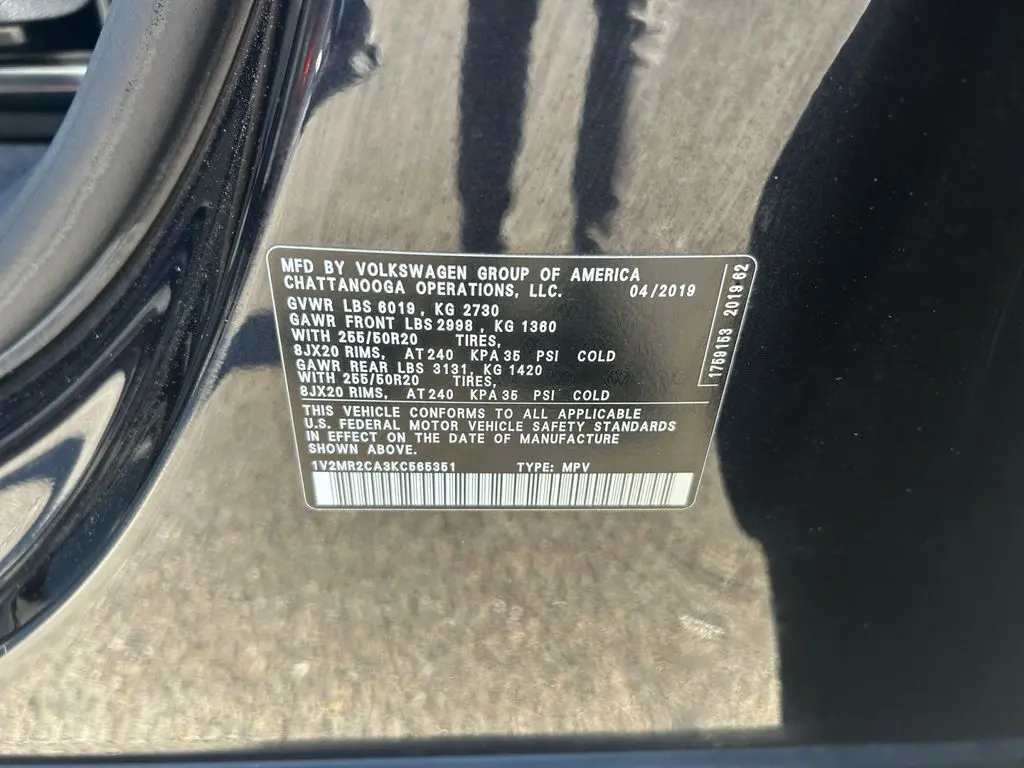 MFD BY VOLKSWAGEN GROUP OF AMERICA
CHATTANOOGA OPERATIONS, LLC. 04/2019
GVWR LBS 6019, KG 2730
GAWR FRONT LBS 2998, KG 1360
WITH 255/50R20 TIRES,
8JX20 RIMS, AT 240 KPA 35 PSI COLD
GAWR REAR LBS 3131, KG 1420
WITH 255/50R20 TIRES,
8JX20 RIMS, AT 240 KPA 35 PSI COLD
THIS VEHICLE CONFORMS TO ALL APPLICABLE
U.S. FEDERAL MOTOR VEHICLE SAFETY STANDARDS
IN EFFECT ON THE DATE OF MANUFACTURE
SHOWN ABOVE.
1V2MR2CA3KC565351 TYPE: MPV
1759153 2019 62